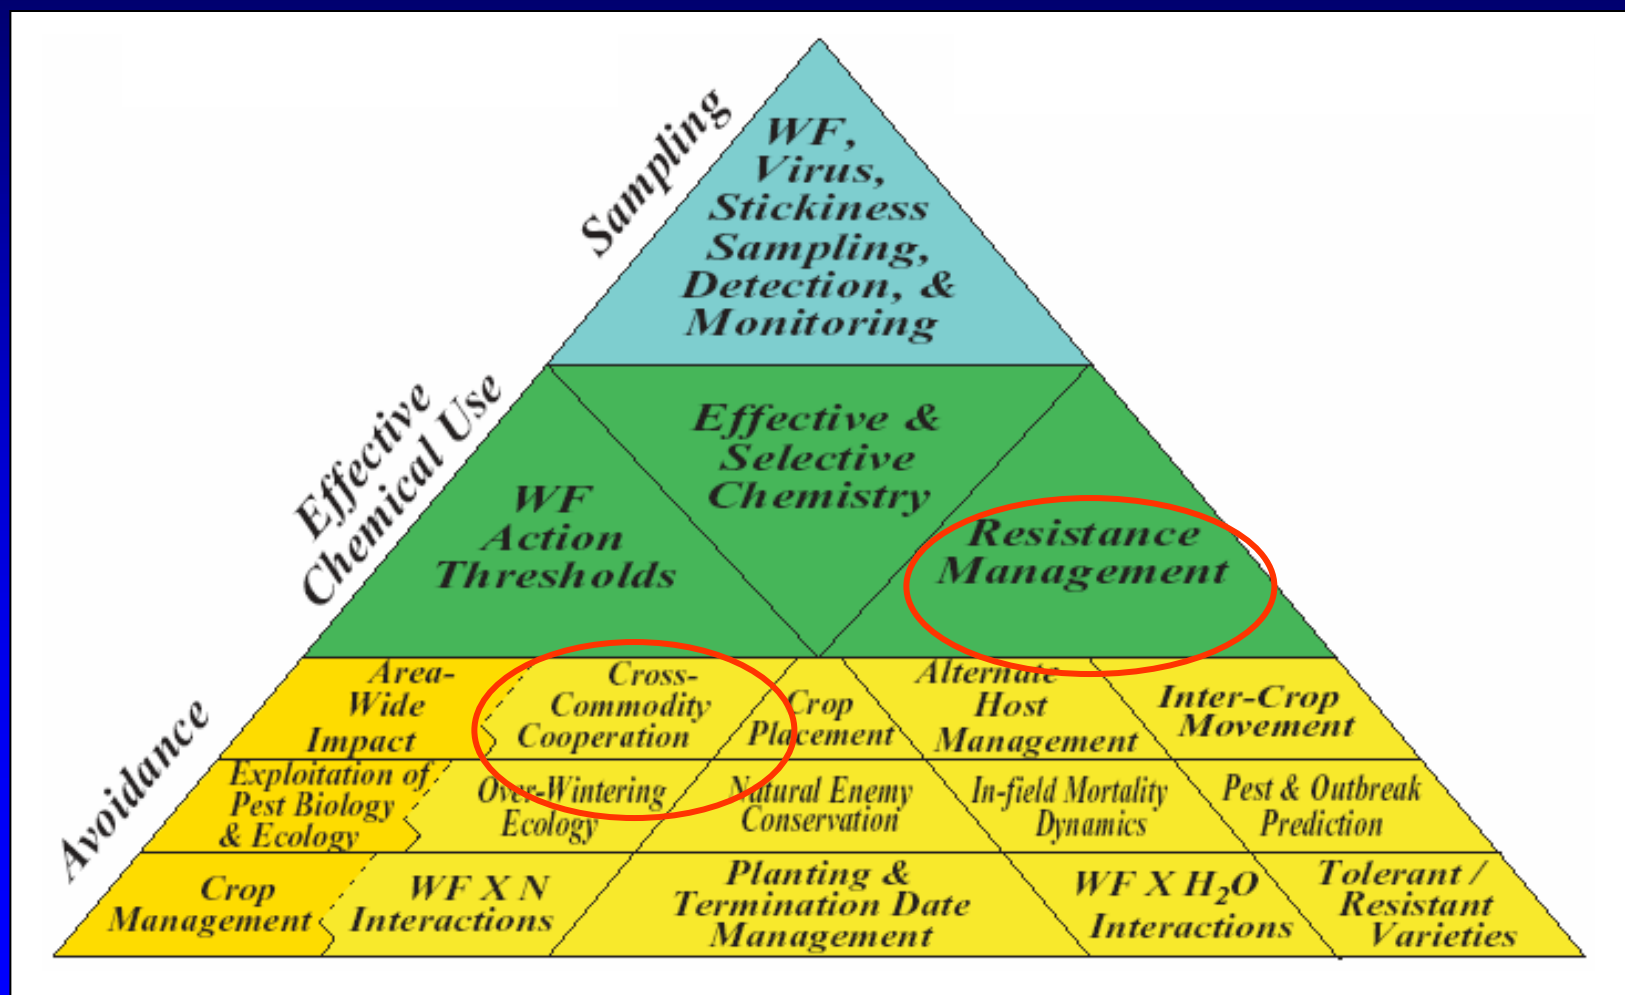 Sampling
WF,
Virus,
Stickiness
Sampling,
Detection, &
Monitoring
Effective
Chemical Use
WF
Action
Thresholds
Effective &
Selective
Chemistry
Resistance
Management
Avoidance
Area-
Wide
Impact
Cross-
Commodity
Cooperation
Crop
Placement
Alternate
Host
Management
Inter-Crop
Movement
Exploitation of
Pest Biology
& Ecology
Over-Wintering
Ecology
Natural Enemy
Conservation
In-field Mortality
Dynamics
Pest & Outbreak
Prediction
Crop
Management
WF X N
Interactions
Planting &
Termination Date
Management
WF X H₂O
Interactions
Tolerant /
Resistant
Varieties